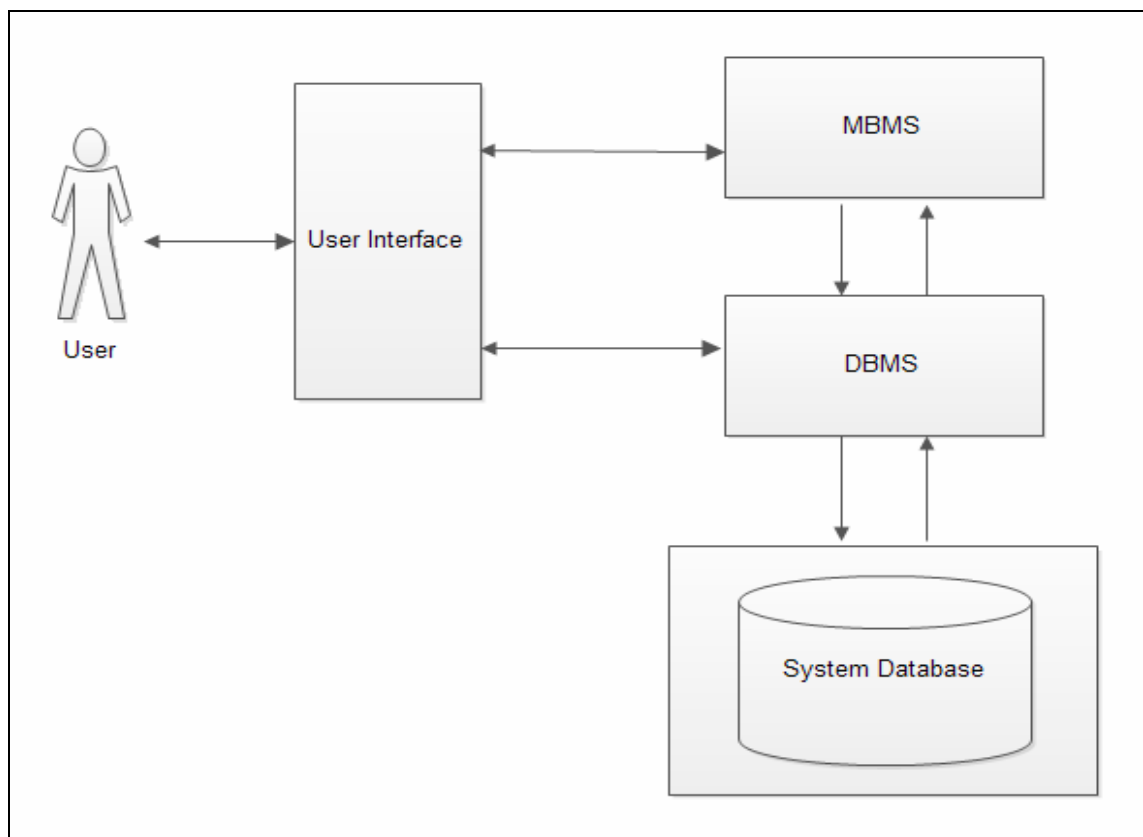 MBMS
User Interface
User
DBMS
System Database